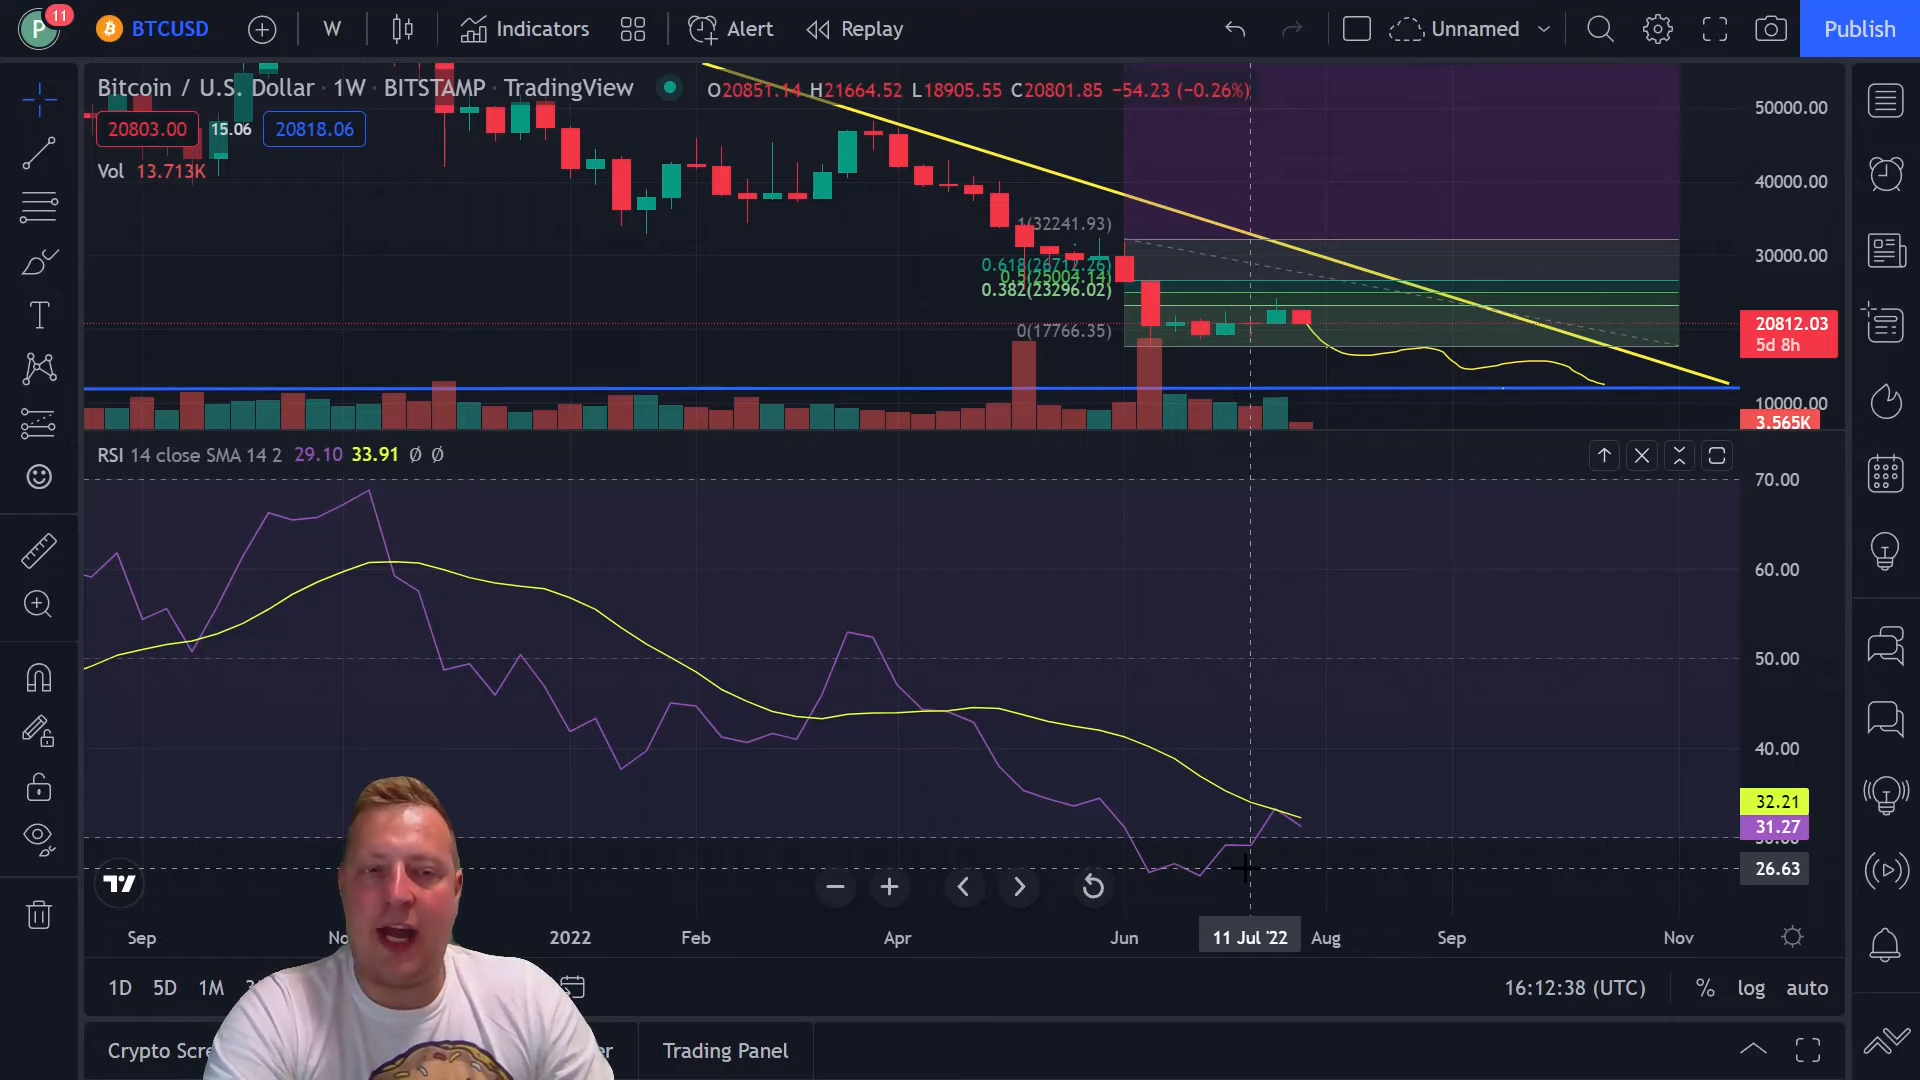 P 11 BTCUSD W Indicators Alert Replay Unnamed Publish
Bitcoin / U.S. Dollar · 1W · BITSTAMP · TradingView O20851.14 H21664.52 L18905.55 C20801.85 −54.23 (−0.26%)
20803.00 15.06 20818.06
Vol 13.713K
50000.00
40000.00
30000.00
10000.00
1(32241.93)
0.618(26712.26)
0.5(25004.14)
0.382(23296.02)
0(17766.35)
20812.03
5d 8h
3.565K
RSI 14 close SMA 14 2 29.10 33.91 Ø Ø
70.00
60.00
50.00
40.00
32.21
31.27
26.63
Sep 2022 Feb Apr Jun 11 Jul '22 Aug Sep Nov
1D 5D 1M 16:12:38 (UTC) % log auto
Crypto Trading Panel